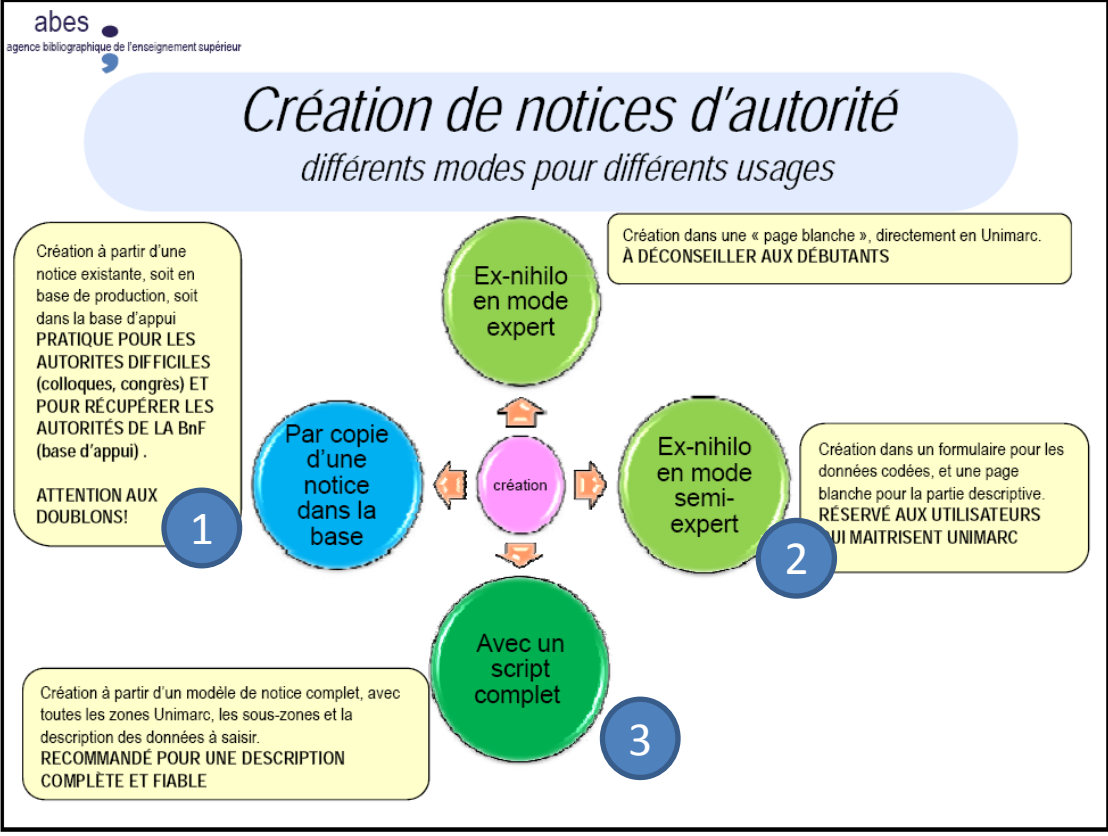 abes
agence bibliographique de l'enseignement supérieur
Création de notices d'autorité
différents modes pour différents usages
Création à partir d'une
notice existante, soit en
base de production, soit
dans la base d'appui
PRATIQUE POUR LES
AUTORITES DIFFICILES
(colloques, congrès) ET
POUR RÉCUPÉRER LES
AUTORITÉS DE LA BnF
(base d'appui) .
ATTENTION AUX
DOUBLONS!
1
Ex-nihilo
en mode
expert
Création dans une « page blanche », directement en Unimarc.
À DÉCONSEILLER AUX DÉBUTANTS
Par copie
d'une
notice
dans la
base
création
Ex-nihilo
en mode
semi-
expert
Création dans un formulaire pour les
données codées, et une page
blanche pour la partie descriptive.
RÉSERVÉ AUX UTILISATEURS
UI MAITRISENT UNIMARC
2
Avec un
script
complet
3
Création à partir d'un modèle de notice complet, avec
toutes les zones Unimarc, les sous-zones et la
description des données à saisir.
RECOMMANDÉ POUR UNE DESCRIPTION
COMPLÈTE ET FIABLE